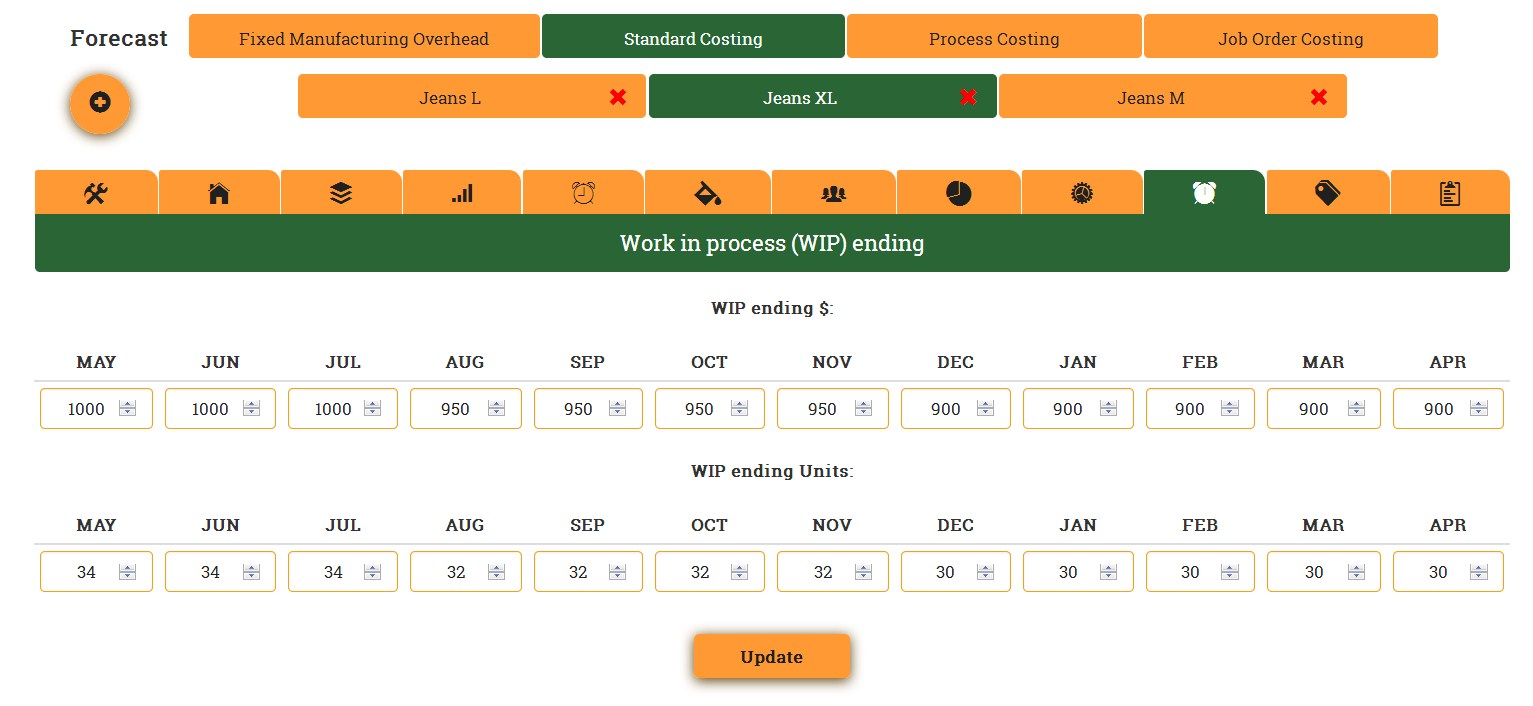 Forecast Fixed Manufacturing Overhead Standard Costing Process Costing Job Order Costing
Jeans L Jeans XL Jeans M
Work in process (WIP) ending
WIP ending $:
MAY JUN JUL AUG SEP OCT NOV DEC JAN FEB MAR APR
1000 1000 1000 950 950 950 950 900 900 900 900 900
WIP ending Units:
MAY JUN JUL AUG SEP OCT NOV DEC JAN FEB MAR APR
34 34 34 32 32 32 32 30 30 30 30 30
Update